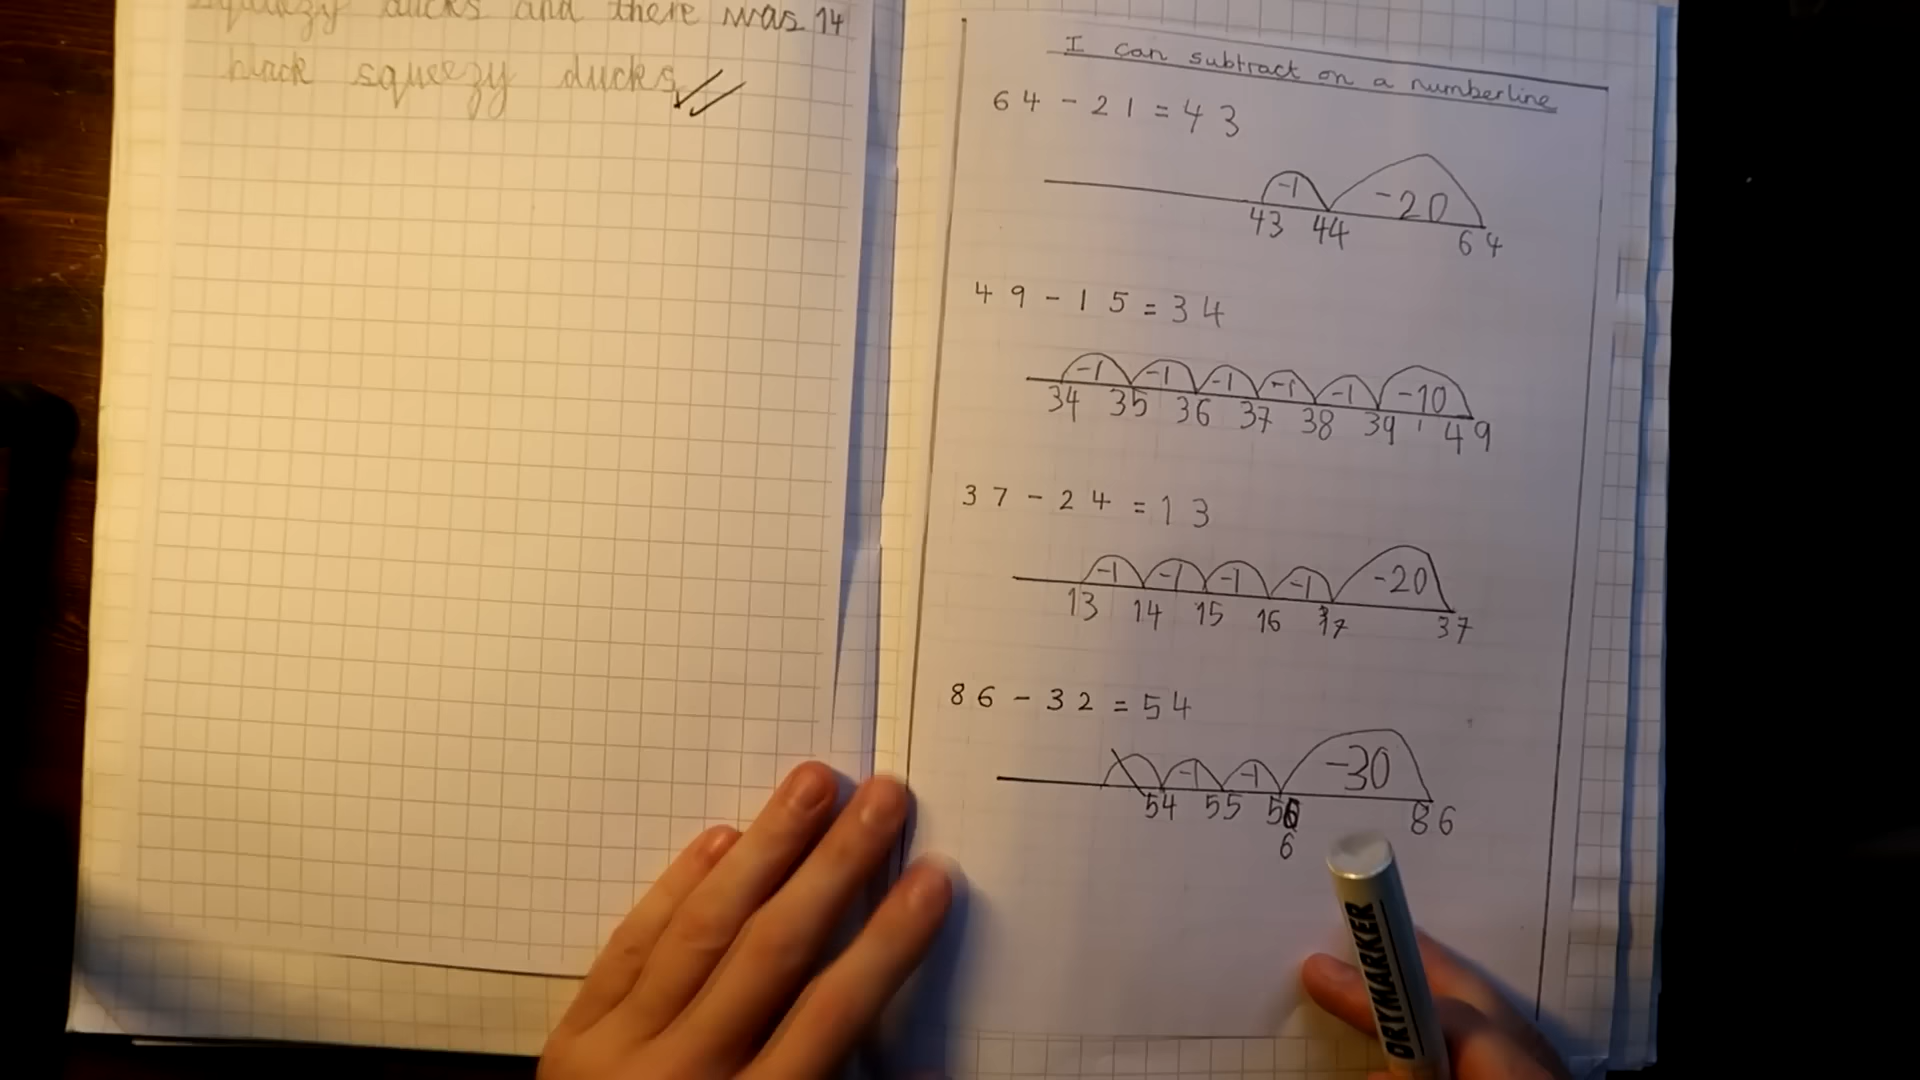 squeezy ducks and there was 14
black squeezy ducks
I can subtract on a numberline
64 - 21 = 43
-1 -20
43 44 64
49 - 15 = 34
-1 -1 -1 -1 -1 -10
34 35 36 37 38 39 49
37 - 24 = 13
-1 -1 -1 -1 -20
13 14 15 16 17 37
86 - 32 = 54
-1 -1 -30
54 55 56 86
6
DRYMARKER